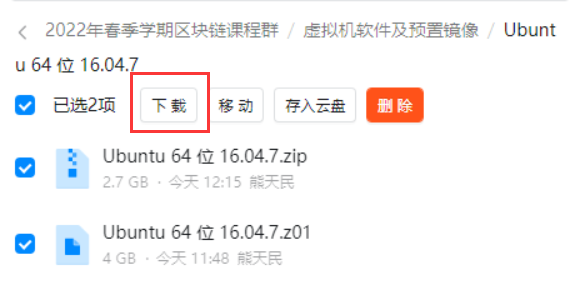 2022年春季学期区块链课程群 / 虚拟机软件及预置镜像 / Ubunt
u 64 位 16.04.7
已选2项 下 载 移 动 存入云盘 删 除
Ubuntu 64 位 16.04.7.zip
2.7 GB · 今天 12:15 熊天民
Ubuntu 64 位 16.04.7.z01
4 GB · 今天 11:48 熊天民